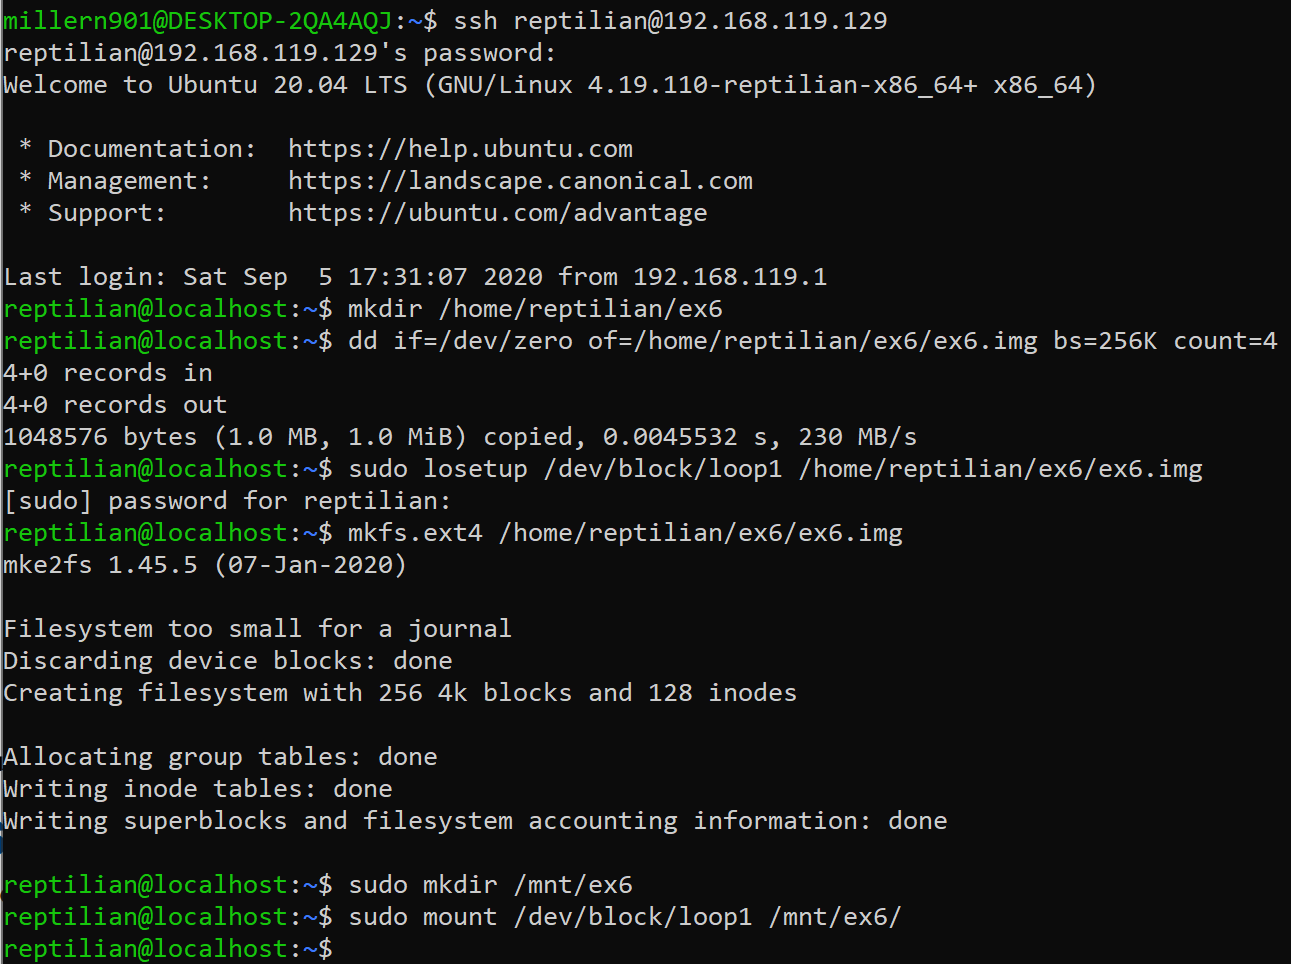 millern901@DESKTOP-2QA4AQJ:~$ ssh reptilian@192.168.119.129
reptilian@192.168.119.129's password:
Welcome to Ubuntu 20.04 LTS (GNU/Linux 4.19.110-reptilian-x86_64+ x86_64)
* Documentation:  https://help.ubuntu.com
* Management:     https://landscape.canonical.com
* Support:        https://ubuntu.com/advantage
Last login: Sat Sep  5 17:31:07 2020 from 192.168.119.1
reptilian@localhost:~$ mkdir /home/reptilian/ex6
reptilian@localhost:~$ dd if=/dev/zero of=/home/reptilian/ex6/ex6.img bs=256K count=4
4+0 records in
4+0 records out
1048576 bytes (1.0 MB, 1.0 MiB) copied, 0.0045532 s, 230 MB/s
reptilian@localhost:~$ sudo losetup /dev/block/loop1 /home/reptilian/ex6/ex6.img
[sudo] password for reptilian:
reptilian@localhost:~$ mkfs.ext4 /home/reptilian/ex6/ex6.img
mke2fs 1.45.5 (07-Jan-2020)
Filesystem too small for a journal
Discarding device blocks: done
Creating filesystem with 256 4k blocks and 128 inodes
Allocating group tables: done
Writing inode tables: done
Writing superblocks and filesystem accounting information: done
reptilian@localhost:~$ sudo mkdir /mnt/ex6
reptilian@localhost:~$ sudo mount /dev/block/loop1 /mnt/ex6/
reptilian@localhost:~$